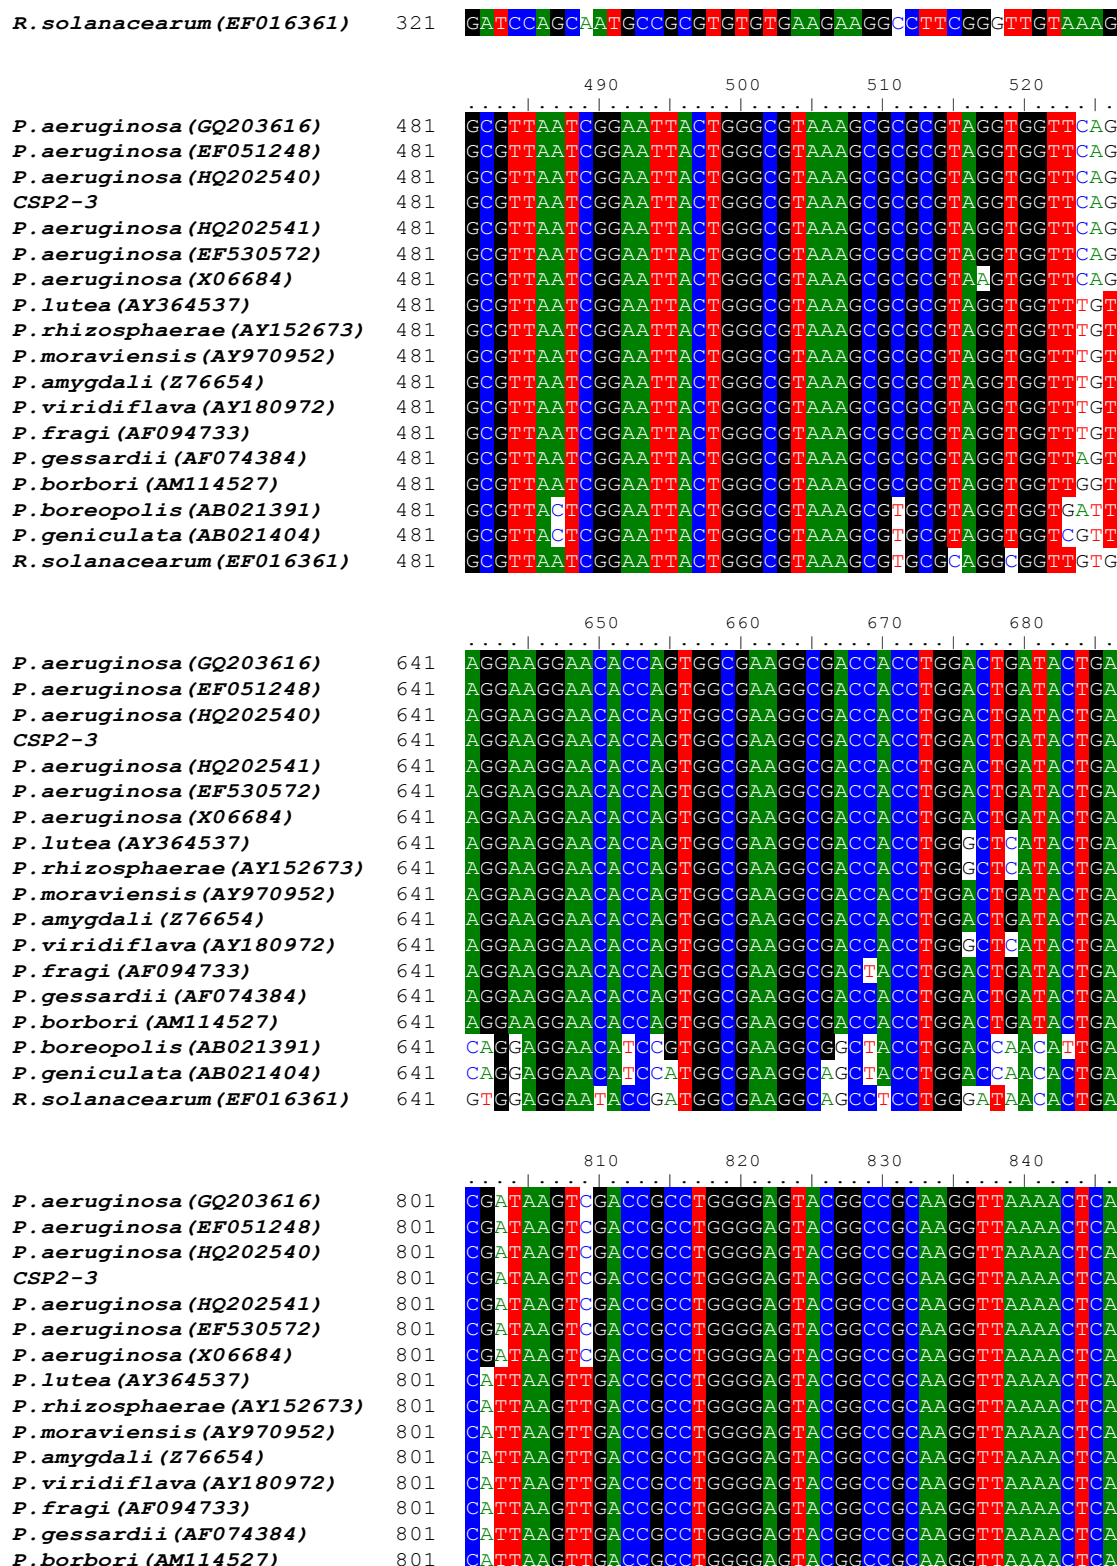 R.solanacearum(EF016361) 321 GATCCAGCAATGCCGCGTGTGTGAAGAAGGCCTTCGGGTTGTAAAG
490 500 510 520
P.aeruginosa(GQ203616) 481 GCGTTAATCGGAATTACTGGGCGTAAAGCGCGCGTAGGTGGTTCAG
P.aeruginosa(EF051248) 481 GCGTTAATCGGAATTACTGGGCGTAAAGCGCGCGTAGGTGGTTCAG
P.aeruginosa(HQ202540) 481 GCGTTAATCGGAATTACTGGGCGTAAAGCGCGCGTAGGTGGTTCAG
CSP2-3 481 GCGTTAATCGGAATTACTGGGCGTAAAGCGCGCGTAGGTGGTTCAG
P.aeruginosa(HQ202541) 481 GCGTTAATCGGAATTACTGGGCGTAAAGCGCGCGTAGGTGGTTCAG
P.aeruginosa(EF530572) 481 GCGTTAATCGGAATTACTGGGCGTAAAGCGCGCGTAGGTGGTTCAG
P.aeruginosa(X06684) 481 GCGTTAATCGGAATTACTGGGCGTAAAGCGCGCGTAAGTGGTTCAG
P.lutea(AY364537) 481 GCGTTAATCGGAATTACTGGGCGTAAAGCGCGCGTAGGTGGTTTGT
P.rhizosphaerae(AY152673) 481 GCGTTAATCGGAATTACTGGGCGTAAAGCGCGCGTAGGTGGTTTGT
P.moraviensis(AY970952) 481 GCGTTAATCGGAATTACTGGGCGTAAAGCGCGCGTAGGTGGTTTGT
P.amygdali(Z76654) 481 GCGTTAATCGGAATTACTGGGCGTAAAGCGCGCGTAGGTGGTTTGT
P.viridiflava(AY180972) 481 GCGTTAATCGGAATTACTGGGCGTAAAGCGCGCGTAGGTGGTTTGT
P.fragi(AF094733) 481 GCGTTAATCGGAATTACTGGGCGTAAAGCGCGCGTAGGTGGTTTGT
P.gessardii(AF074384) 481 GCGTTAATCGGAATTACTGGGCGTAAAGCGCGCGTAGGTGGTTAGT
P.borbori(AM114527) 481 GCGTTAATCGGAATTACTGGGCGTAAAGCGCGCGTAGGTGGTTGGT
P.boreopolis(AB021391) 481 GCGTTACTCGGAATTACTGGGCGTAAAGCGTGCGTAGGTGGTGATT
P.geniculata(AB021404) 481 GCGTTACTCGGAATTACTGGGCGTAAAGCGTGCGTAGGTGGTCGTT
R.solanacearum(EF016361) 481 GCGTTAATCGGAATTACTGGGCGTAAAGCGTGCGCAGGCGGTTGTG
650 660 670 680
P.aeruginosa(GQ203616) 641 AGGAAGGAACACCAGTGGCGAAGGCGACCACCTGGACTGATACTGA
P.aeruginosa(EF051248) 641 AGGAAGGAACACCAGTGGCGAAGGCGACCACCTGGACTGATACTGA
P.aeruginosa(HQ202540) 641 AGGAAGGAACACCAGTGGCGAAGGCGACCACCTGGACTGATACTGA
CSP2-3 641 AGGAAGGAACACCAGTGGCGAAGGCGACCACCTGGACTGATACTGA
P.aeruginosa(HQ202541) 641 AGGAAGGAACACCAGTGGCGAAGGCGACCACCTGGACTGATACTGA
P.aeruginosa(EF530572) 641 AGGAAGGAACACCAGTGGCGAAGGCGACCACCTGGACTGATACTGA
P.aeruginosa(X06684) 641 AGGAAGGAACACCAGTGGCGAAGGCGACCACCTGGACTGATACTGA
P.lutea(AY364537) 641 AGGAAGGAACACCAGTGGCGAAGGCGACCACCTGGGCTCATACTGA
P.rhizosphaerae(AY152673) 641 AGGAAGGAACACCAGTGGCGAAGGCGACCACCTGGGCTCATACTGA
P.moraviensis(AY970952) 641 AGGAAGGAACACCAGTGGCGAAGGCGACCACCTGGACTGATACTGA
P.amygdali(Z76654) 641 AGGAAGGAACACCAGTGGCGAAGGCGACCACCTGGACTGATACTGA
P.viridiflava(AY180972) 641 AGGAAGGAACACCAGTGGCGAAGGCGACCACCTGGGCTCATACTGA
P.fragi(AF094733) 641 AGGAAGGAACACCAGTGGCGAAGGCGACTACCTGGACTGATACTGA
P.gessardii(AF074384) 641 AGGAAGGAACACCAGTGGCGAAGGCGACCACCTGGACTGATACTGA
P.borbori(AM114527) 641 AGGAAGGAACACCAGTGGCGAAGGCGACCACCTGGACTGATACTGA
P.boreopolis(AB021391) 641 CAGGAGGAACATCCGTGGCGAAGGCGGCTACCTGGACCAACATTGA
P.geniculata(AB021404) 641 CAGGAGGAACATCCATGGCGAAGGCAGCTACCTGGACCAACACTGA
R.solanacearum(EF016361) 641 GTGGAGGAATACCGATGGCGAAGGCAGCCTCCTGGGATAACACTGA
810 820 830 840
P.aeruginosa(GQ203616) 801 CGATAAGTCGACCGCCTGGGGAGTACGGCCGCAAGGTTAAAACTCA
P.aeruginosa(EF051248) 801 CGATAAGTCGACCGCCTGGGGAGTACGGCCGCAAGGTTAAAACTCA
P.aeruginosa(HQ202540) 801 CGATAAGTCGACCGCCTGGGGAGTACGGCCGCAAGGTTAAAACTCA
CSP2-3 801 CGATAAGTCGACCGCCTGGGGAGTACGGCCGCAAGGTTAAAACTCA
P.aeruginosa(HQ202541) 801 CGATAAGTCGACCGCCTGGGGAGTACGGCCGCAAGGTTAAAACTCA
P.aeruginosa(EF530572) 801 CGATAAGTCGACCGCCTGGGGAGTACGGCCGCAAGGTTAAAACTCA
P.aeruginosa(X06684) 801 CGATAAGTCGACCGCCTGGGGAGTACGGCCGCAAGGTTAAAACTCA
P.lutea(AY364537) 801 CATTAAGTTGACCGCCTGGGGAGTACGGCCGCAAGGTTAAAACTCA
P.rhizosphaerae(AY152673) 801 CATTAAGTTGACCGCCTGGGGAGTACGGCCGCAAGGTTAAAACTCA
P.moraviensis(AY970952) 801 CATTAAGTTGACCGCCTGGGGAGTACGGCCGCAAGGTTAAAACTCA
P.amygdali(Z76654) 801 CATTAAGTTGACCGCCTGGGGAGTACGGCCGCAAGGTTAAAACTCA
P.viridiflava(AY180972) 801 CATTAAGTTGACCGCCTGGGGAGTACGGCCGCAAGGTTAAAACTCA
P.fragi(AF094733) 801 CATTAAGTTGACCGCCTGGGGAGTACGGCCGCAAGGTTAAAACTCA
P.gessardii(AF074384) 801 CATTAAGTTGACCGCCTGGGGAGTACGGCCGCAAGGTTAAAACTCA
P.borbori(AM114527) 801 CATTAAGTTGACCGCCTGGGGAGTACGGCCGCAAGGTTAAAACTCA